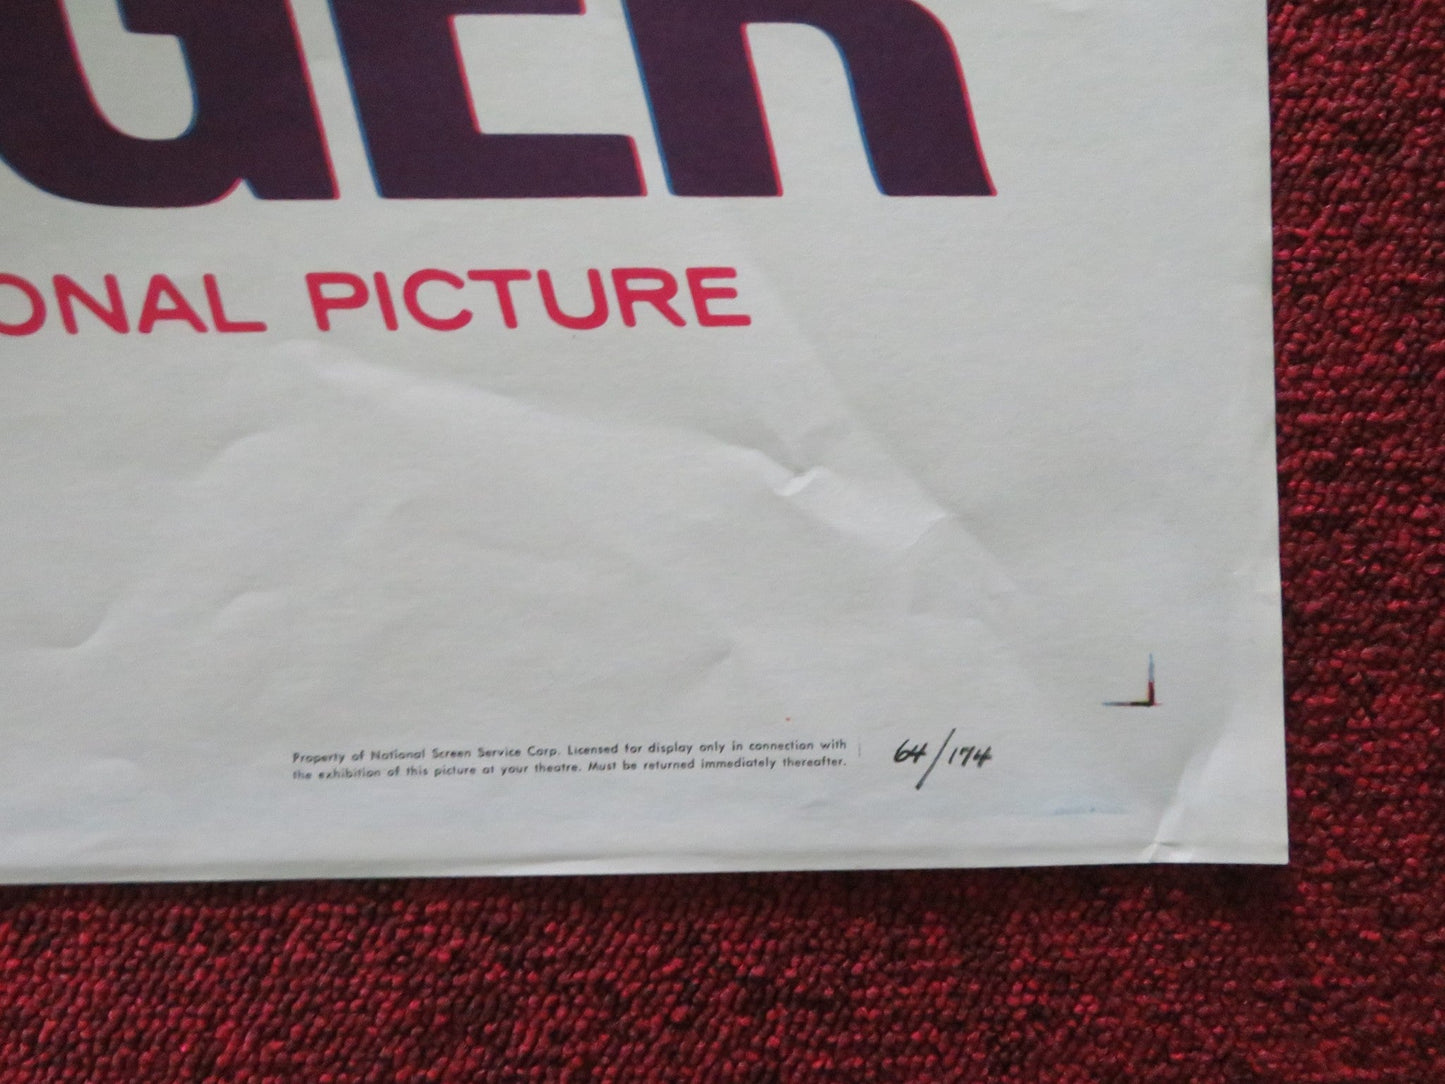 GER
ONAL PICTURE
Property of National Screen Service Corp. Licensed for display only in connection with
the exhibition of this picture at your theatre. Must be returned immediately thereafter.
64/174